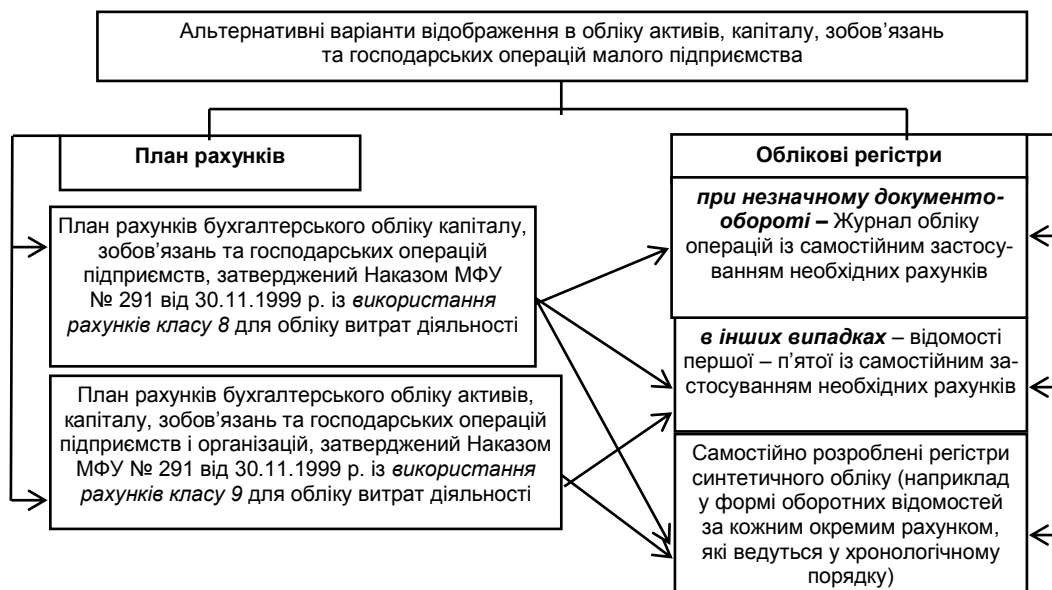 Альтернативні варіанти відображення в обліку активів, капіталу, зобов’язань
та господарських операцій малого підприємства
План рахунків
План рахунків бухгалтерського обліку капіталу,
зобов’язань та господарських операцій
підприємств, затверджений Наказом МФУ
№ 291 від 30.11.1999 р. із використання
рахунків класу 8 для обліку витрат діяльності
План рахунків бухгалтерського обліку активів,
капіталу, зобов’язань та господарських операцій
підприємств і організацій, затверджений Наказом
МФУ № 291 від 30.11.1999 р. із використання
рахунків класу 9 для обліку витрат діяльності
Облікові регістри
при незначному документо-
обороті – Журнал обліку
операцій із самостійним застосу-
ванням необхідних рахунків
в інших випадках – відомості
першої – п’ятої із самостійним за-
стосуванням необхідних рахунків
Самостійно розроблені регістри
синтетичного обліку (наприклад
у формі оборотних відомостей
за кожним окремим рахунком,
які ведуться у хронологічному
порядку)